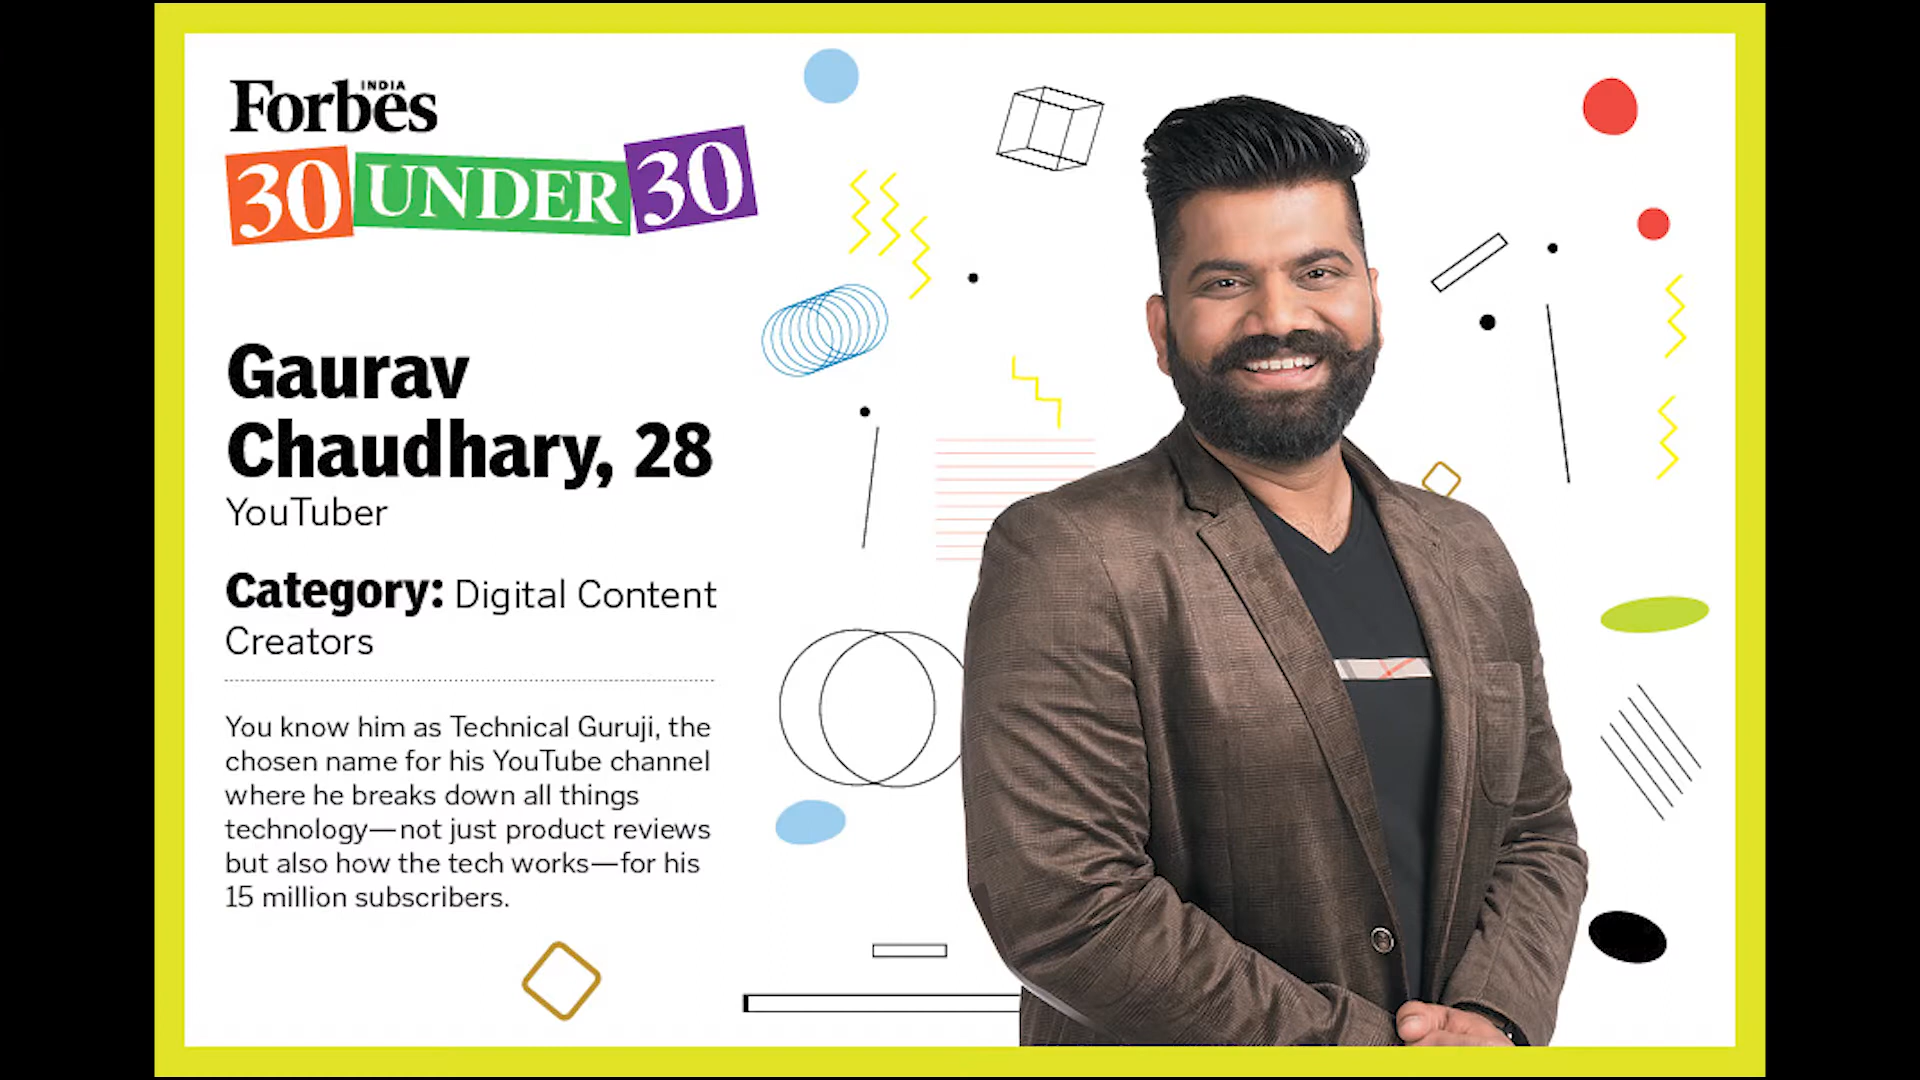 Forbes INDIA
30 UNDER 30
Gaurav
Chaudhary, 28
YouTuber
Category: Digital Content
Creators
You know him as Technical Guruji, the
chosen name for his YouTube channel
where he breaks down all things
technology—not just product reviews
but also how the tech works—for his
15 million subscribers.